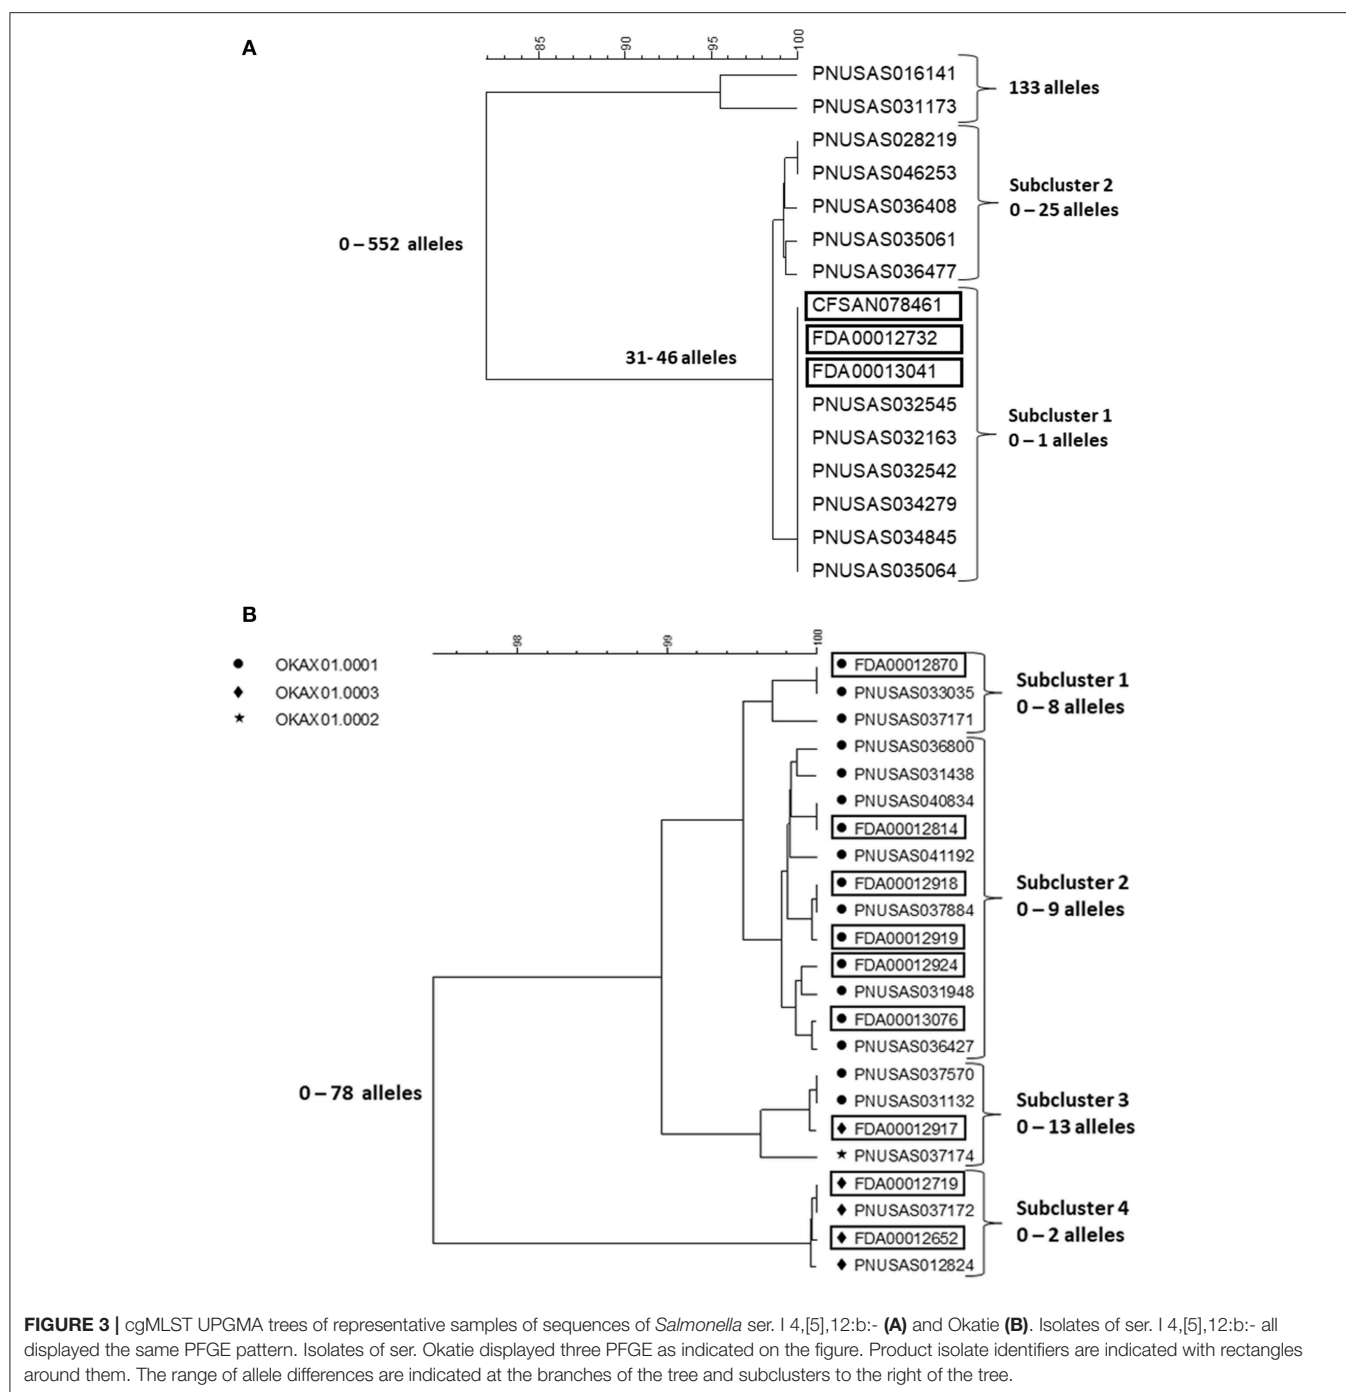 A
85 90 95 100
PNUSAS016141
PNUSAS031173
133 alleles
PNUSAS028219
PNUSAS046253
PNUSAS036408
PNUSAS035061
PNUSAS036477
Subcluster 2
0 – 25 alleles
0 – 552 alleles
CFSAN078461
FDA00012732
FDA00013041
PNUSAS032545
PNUSAS032163
PNUSAS032542
PNUSAS034279
PNUSAS034845
PNUSAS035064
31- 46 alleles
Subcluster 1
0 – 1 alleles
B
98 99 100
OKAX01.0001
OKAX01.0003
OKAX01.0002
FDA00012870
PNUSAS033035
PNUSAS037171
Subcluster 1
0 – 8 alleles
PNUSAS036800
PNUSAS031438
PNUSAS040834
FDA00012814
PNUSAS041192
FDA00012918
PNUSAS037884
FDA00012919
FDA00012924
PNUSAS031948
FDA00013076
PNUSAS036427
Subcluster 2
0 – 9 alleles
0 – 78 alleles
PNUSAS037570
PNUSAS031132
FDA00012917
PNUSAS037174
Subcluster 3
0 – 13 alleles
FDA00012719
PNUSAS037172
FDA00012652
PNUSAS012824
Subcluster 4
0 – 2 alleles
FIGURE 3 | cgMLST UPGMA trees of representative samples of sequences of Salmonella ser. I 4,[5],12:b:- (A) and Okatie (B). Isolates of ser. I 4,[5],12:b:- all
displayed the same PFGE pattern. Isolates of ser. Okatie displayed three PFGE as indicated on the figure. Product isolate identifiers are indicated with rectangles
around them. The range of allele differences are indicated at the branches of the tree and subclusters to the right of the tree.